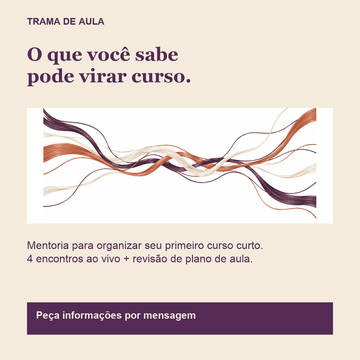 TRAMA DE AULA
O que você sabe
pode virar curso.
Mentoria para organizar seu primeiro curso curto.
4 encontros ao vivo + revisão de plano de aula.
Peça informações por mensagem